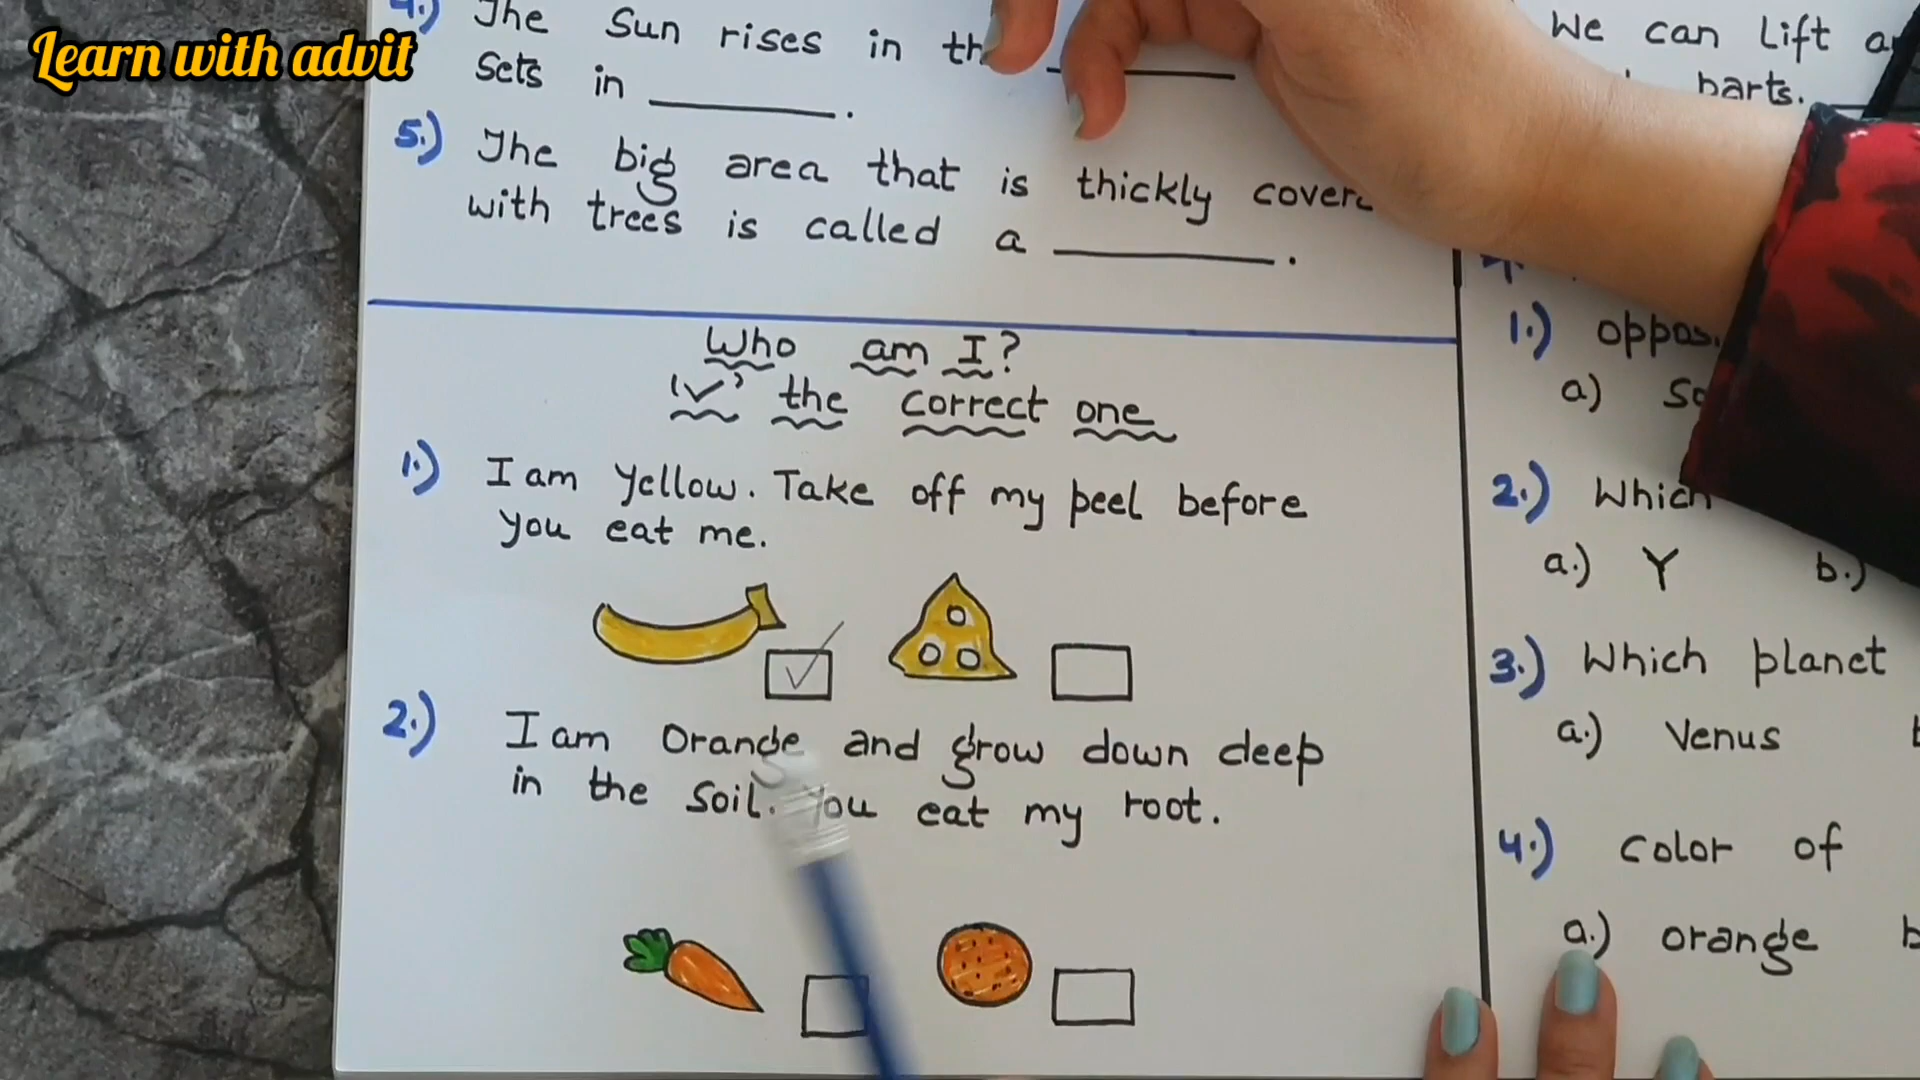 Learn with advit
4.) The Sun rises in
Sets in ________.
5.) The big area that is thickly
with trees is called a ________.
Who am I?
'✓' the correct one
1.) I am yellow. Take off my peel before
you eat me.
2.) I am orange and grow down deep
in the soil. You eat my root.
We can lift
parts.
1.)
a)
2.) Which
a.) Y b.)
3.) Which planet
a.) Venus
4.) color of
a.) orange